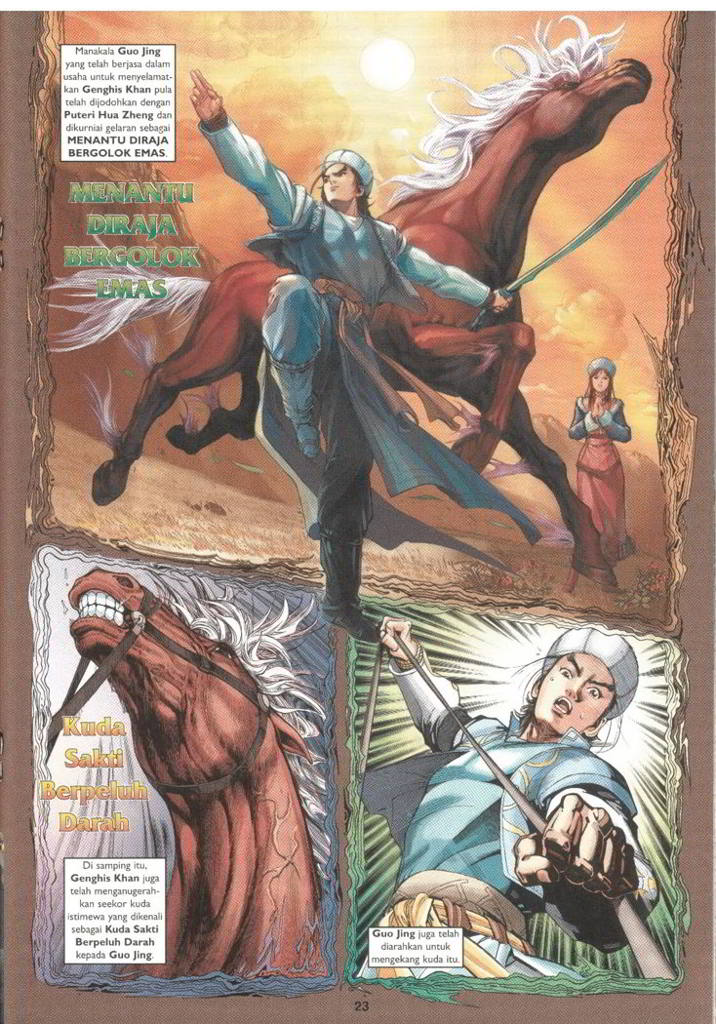 Manakala Guo Jing
yang telah berjasa dalam
usaha untuk menyelamat-
kan Genghis Khan pula
telah dijodohkan dengan
Puteri Hua Zheng dan
dikurniai gelaran sebagai
MENANTU DIRAJA
BERGOLOK EMAS.
MENANTU
DIRAJA
BERGOLOK
EMAS
Kuda
Sakti
Berpeluh
Darah
Di samping itu,
Genghis Khan juga
telah menganugerah-
kan seekor kuda
istimewa yang dikenali
sebagai Kuda Sakti
Berpeluh Darah
kepada Guo Jing.
Guo Jing juga telah
diarahkan untuk
mengekang kuda itu.
23